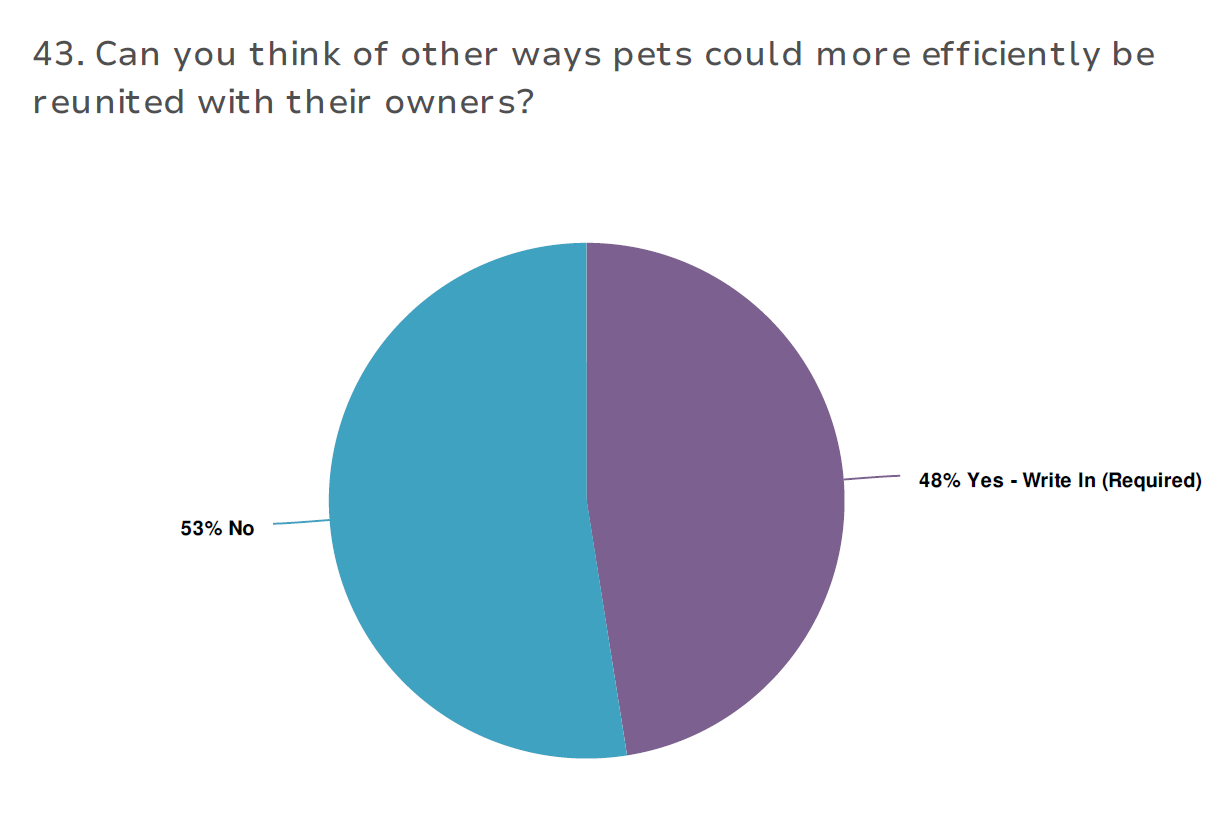 43. Can you think of other ways pets could more efficiently be
reunited with their owners?
48% Yes - Write In (Required)
53% No